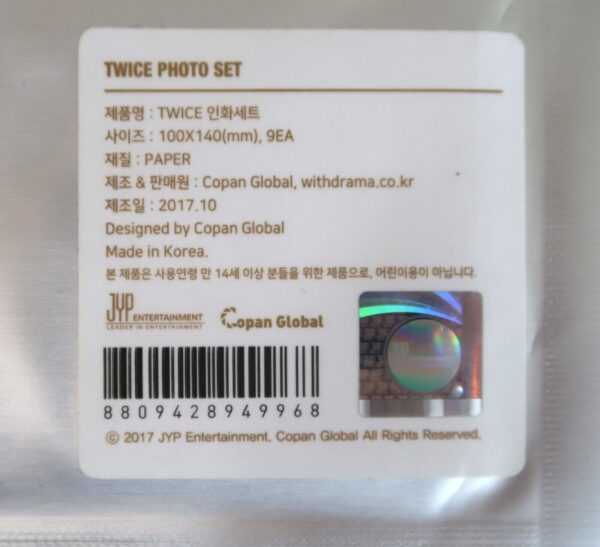 TWICE PHOTO SET
제품명 : TWICE 인화세트
사이즈 : 100X140(mm), 9EA
재질 : PAPER
제조 & 판매원 : Copan Global, withdrama.co.kr
제조일 : 2017.10
Designed by Copan Global
Made in Korea.
본 제품은 사용연령 만 14세 이상 분들을 위한 제품으로, 어린이용이 아닙니다.
JYP ENTERTAINMENT
LEADER IN ENTERTAINMENT
Copan Global
8809428949968
© 2017 JYP Entertainment, Copan Global All Rights Reserved.